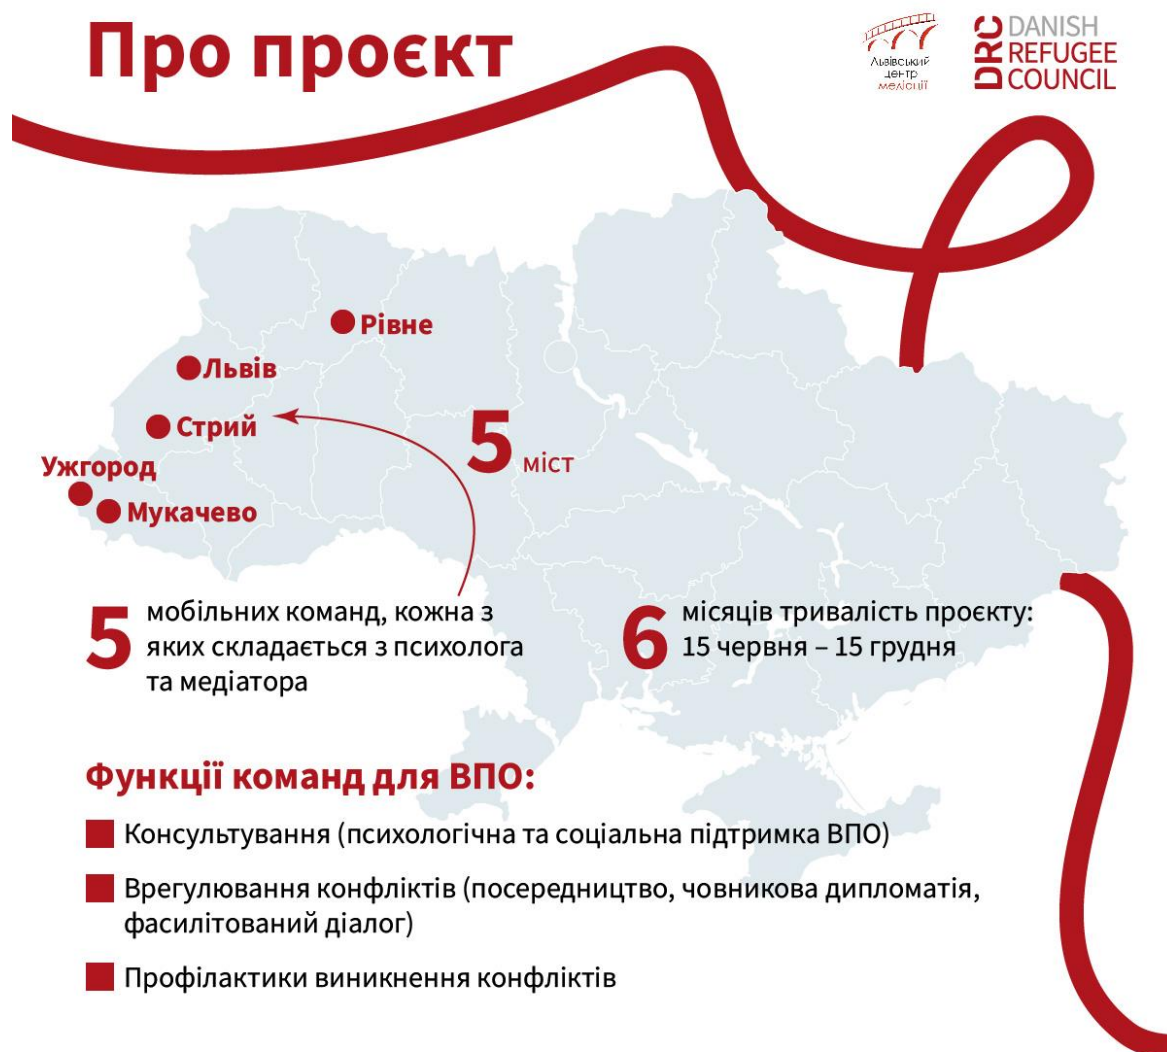 Про проєкт
Львівський
центр
медіації
DRC DANISH
REFUGEE
COUNCIL
Рівне
Львів
Стрий
Ужгород
Мукачево
5 міст
5 мобільних команд, кожна з
яких складається з психолога
та медіатора
6 місяців тривалість проєкту:
15 червня – 15 грудня
Функції команд для ВПО:
Консультування (психологічна та соціальна підтримка ВПО)
Врегулювання конфліктів (посередництво, човникова дипломатія,
фасилітований діалог)
Профілактики виникнення конфліктів